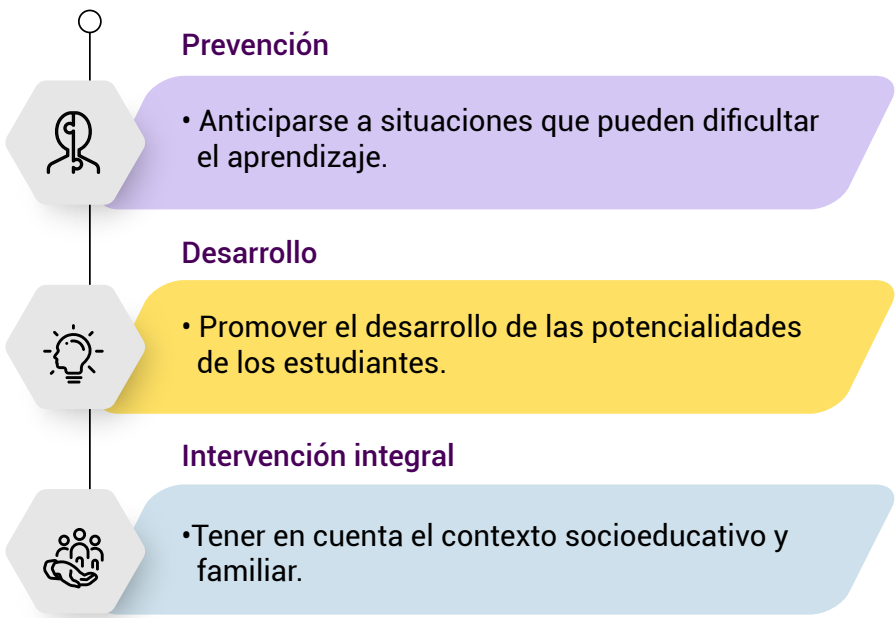 Prevención
• Anticiparse a situaciones que pueden dificultar
el aprendizaje.
Desarrollo
• Promover el desarrollo de las potencialidades
de los estudiantes.
Intervención integral
•Tener en cuenta el contexto socioeducativo y
familiar.